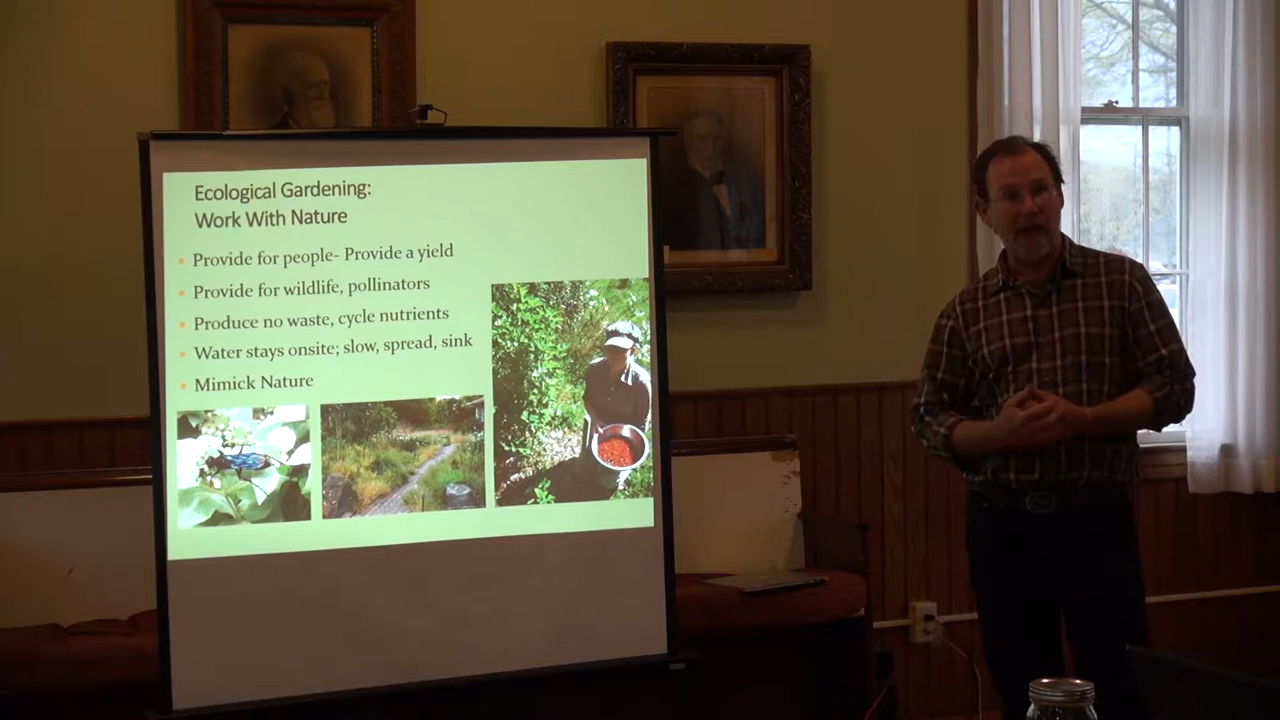 Ecological Gardening:
Work With Nature
Provide for people- Provide a yield
Provide for wildlife, pollinators
Produce no waste, cycle nutrients
Water stays onsite; slow, spread, sink
Mimick Nature